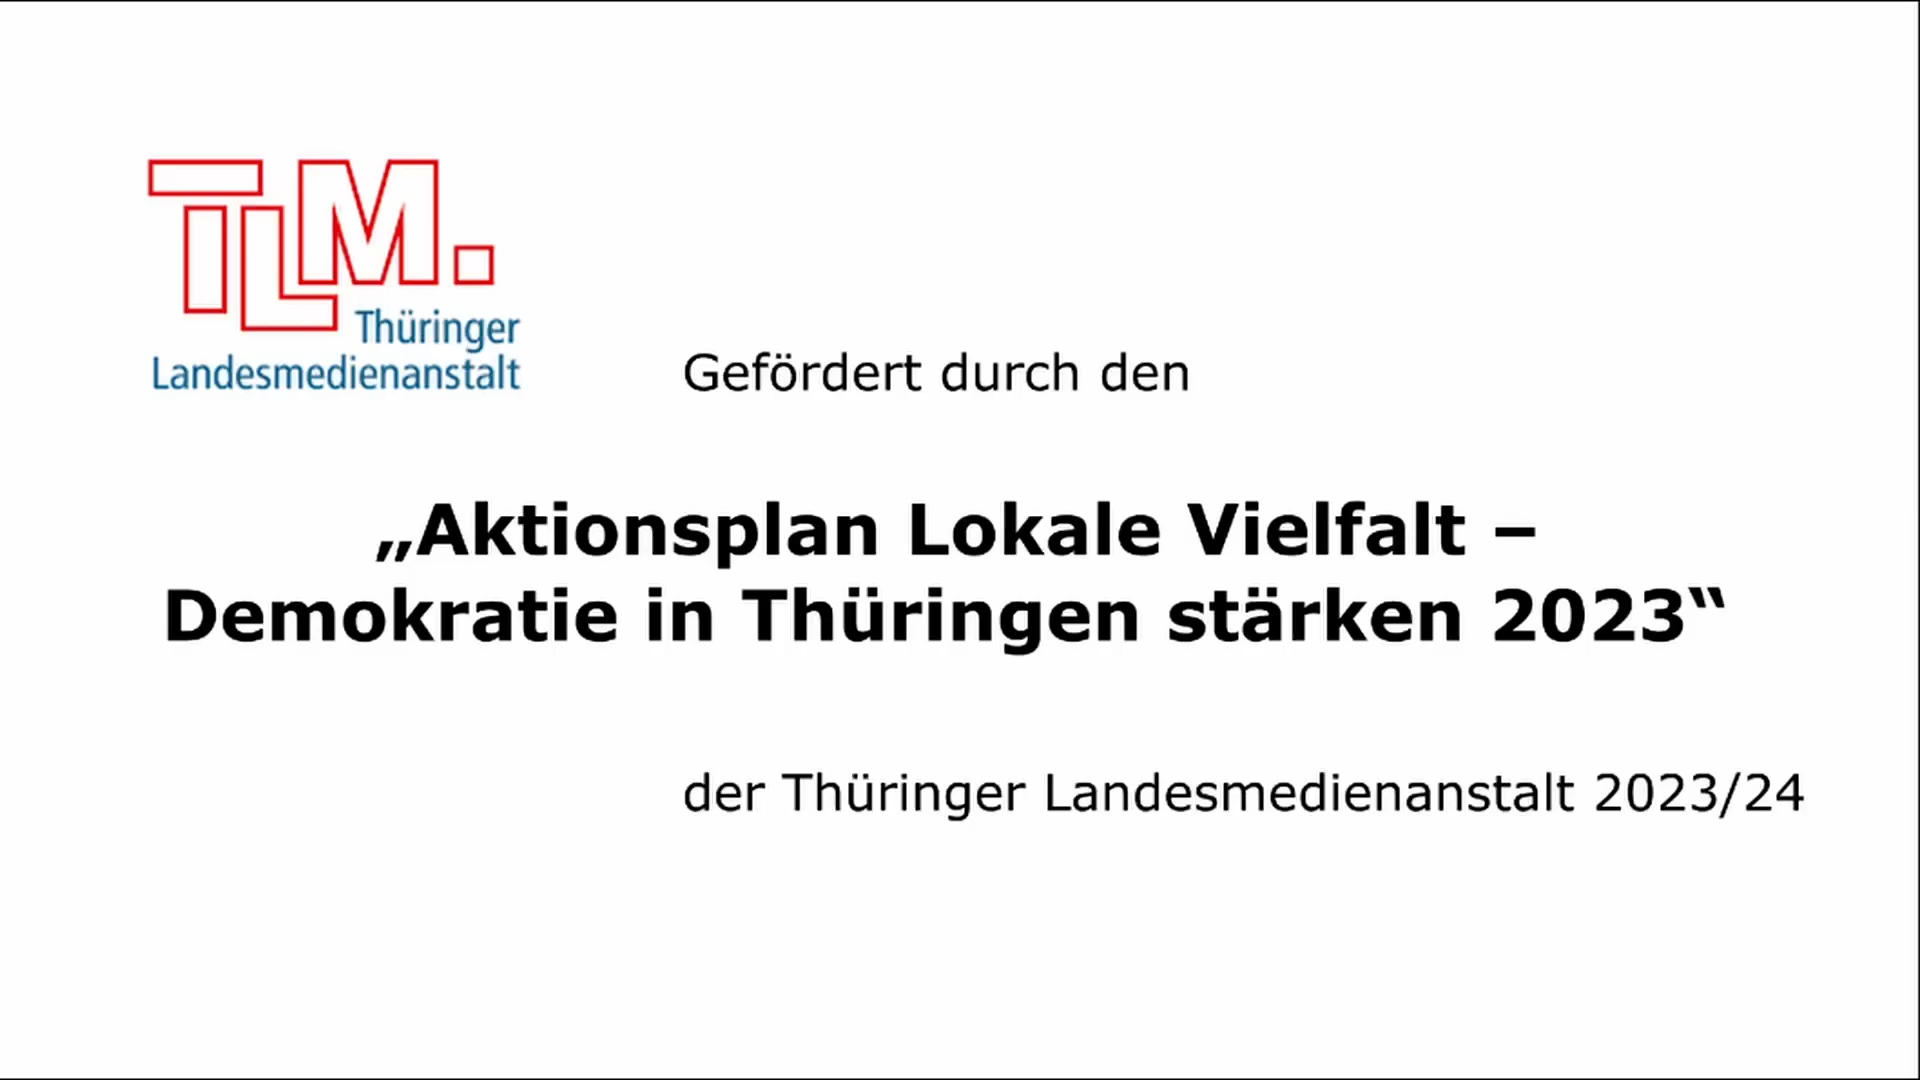 TLM.
Thüringer
Landesmedienanstalt
Gefördert durch den
„Aktionsplan Lokale Vielfalt –
Demokratie in Thüringen stärken 2023“
der Thüringer Landesmedienanstalt 2023/24